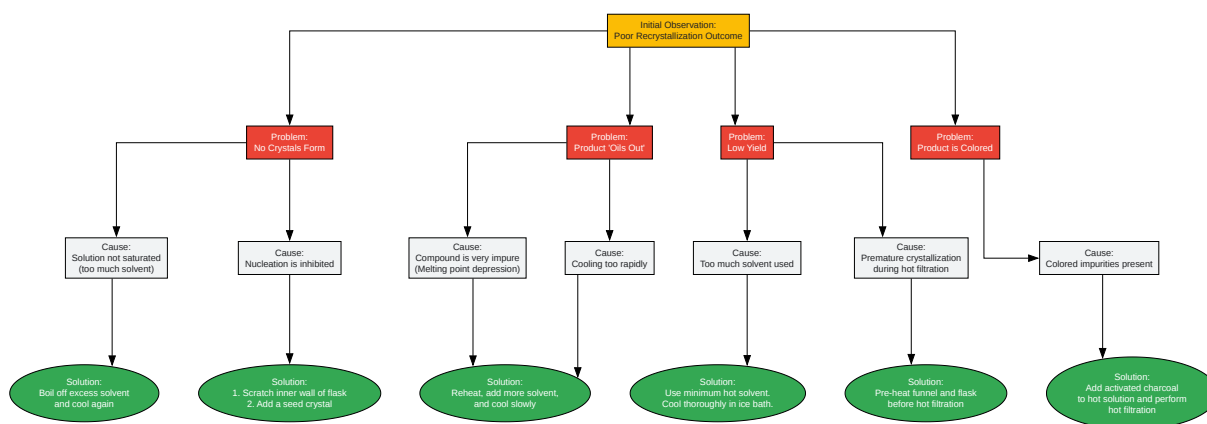 Initial Observation:
Poor Recrystallization Outcome
Problem:
No Crystals Form
Problem:
Product 'Oils Out'
Problem:
Low Yield
Problem:
Product is Colored
Cause:
Solution not saturated
(too much solvent)
Cause:
Nucleation is inhibited
Cause:
Compound is very impure
(Melting point depression)
Cause:
Cooling too rapidly
Cause:
Too much solvent used
Cause:
Premature crystallization
during hot filtration
Cause:
Colored impurities present
Solution:
Boil off excess solvent
and cool again
Solution:
1. Scratch inner wall of flask
2. Add a seed crystal
Solution:
Reheat, add more solvent,
and cool slowly
Solution:
Use minimum hot solvent.
Cool thoroughly in ice bath.
Solution:
Pre-heat funnel and flask
before hot filtration
Solution:
Add activated charcoal
to hot solution and perform
hot filtration